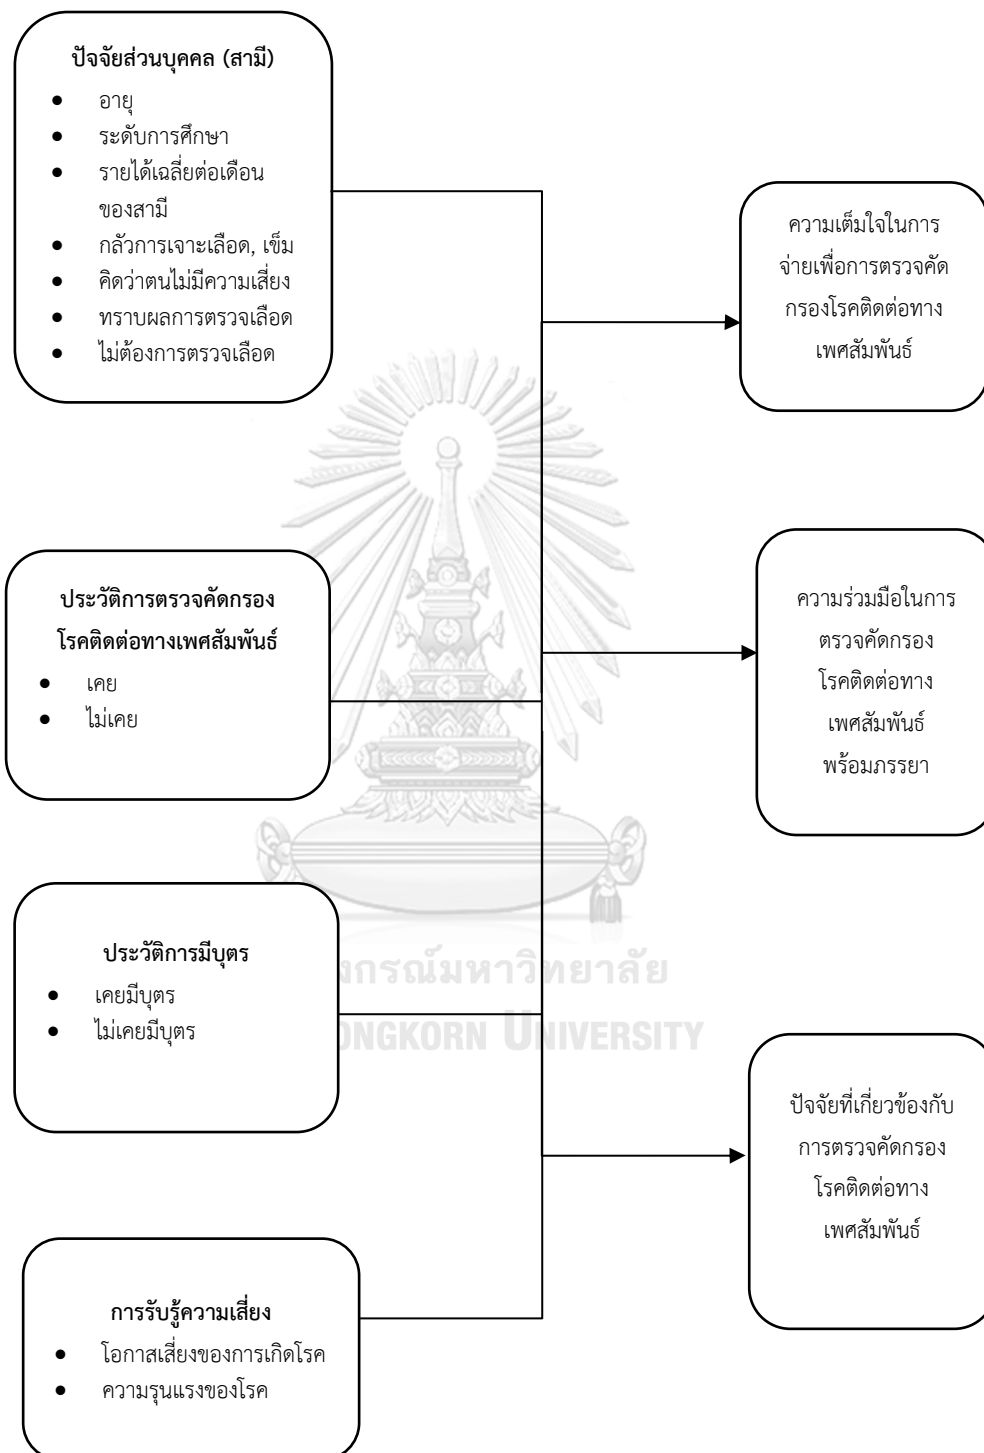 ปัจจัยส่วนบุคคล (สามี)
● อายุ
● ระดับการศึกษา
● รายได้เฉลี่ยต่อเดือน
ของสามี
● กลัวการเจาะเลือด, เข็ม
● คิดว่าตนไม่มีความเสี่ยง
● ทราบผลการตรวจเลือด
● ไม่ต้องการตรวจเลือด
ความเต็มใจในการ
จ่ายเพื่อการตรวจคัด
กรองโรคติดต่อทาง
เพศสัมพันธ์
ประวัติการตรวจคัดกรอง
โรคติดต่อทางเพศสัมพันธ์
● เคย
● ไม่เคย
ความร่วมมือในการ
ตรวจคัดกรอง
โรคติดต่อทาง
เพศสัมพันธ์
พร้อมภรรยา
ประวัติการมีบุตร
● เคยมีบุตร
● ไม่เคยมีบุตร
งกรณ์มหาวิทยาลัย
ONGKORN UNIVERSITY
ปัจจัยที่เกี่ยวข้องกับ
การตรวจคัดกรอง
โรคติดต่อทาง
เพศสัมพันธ์
การรับรู้ความเสี่ยง
● โอกาสเสี่ยงของการเกิดโรค
● ความรุนแรงของโรค